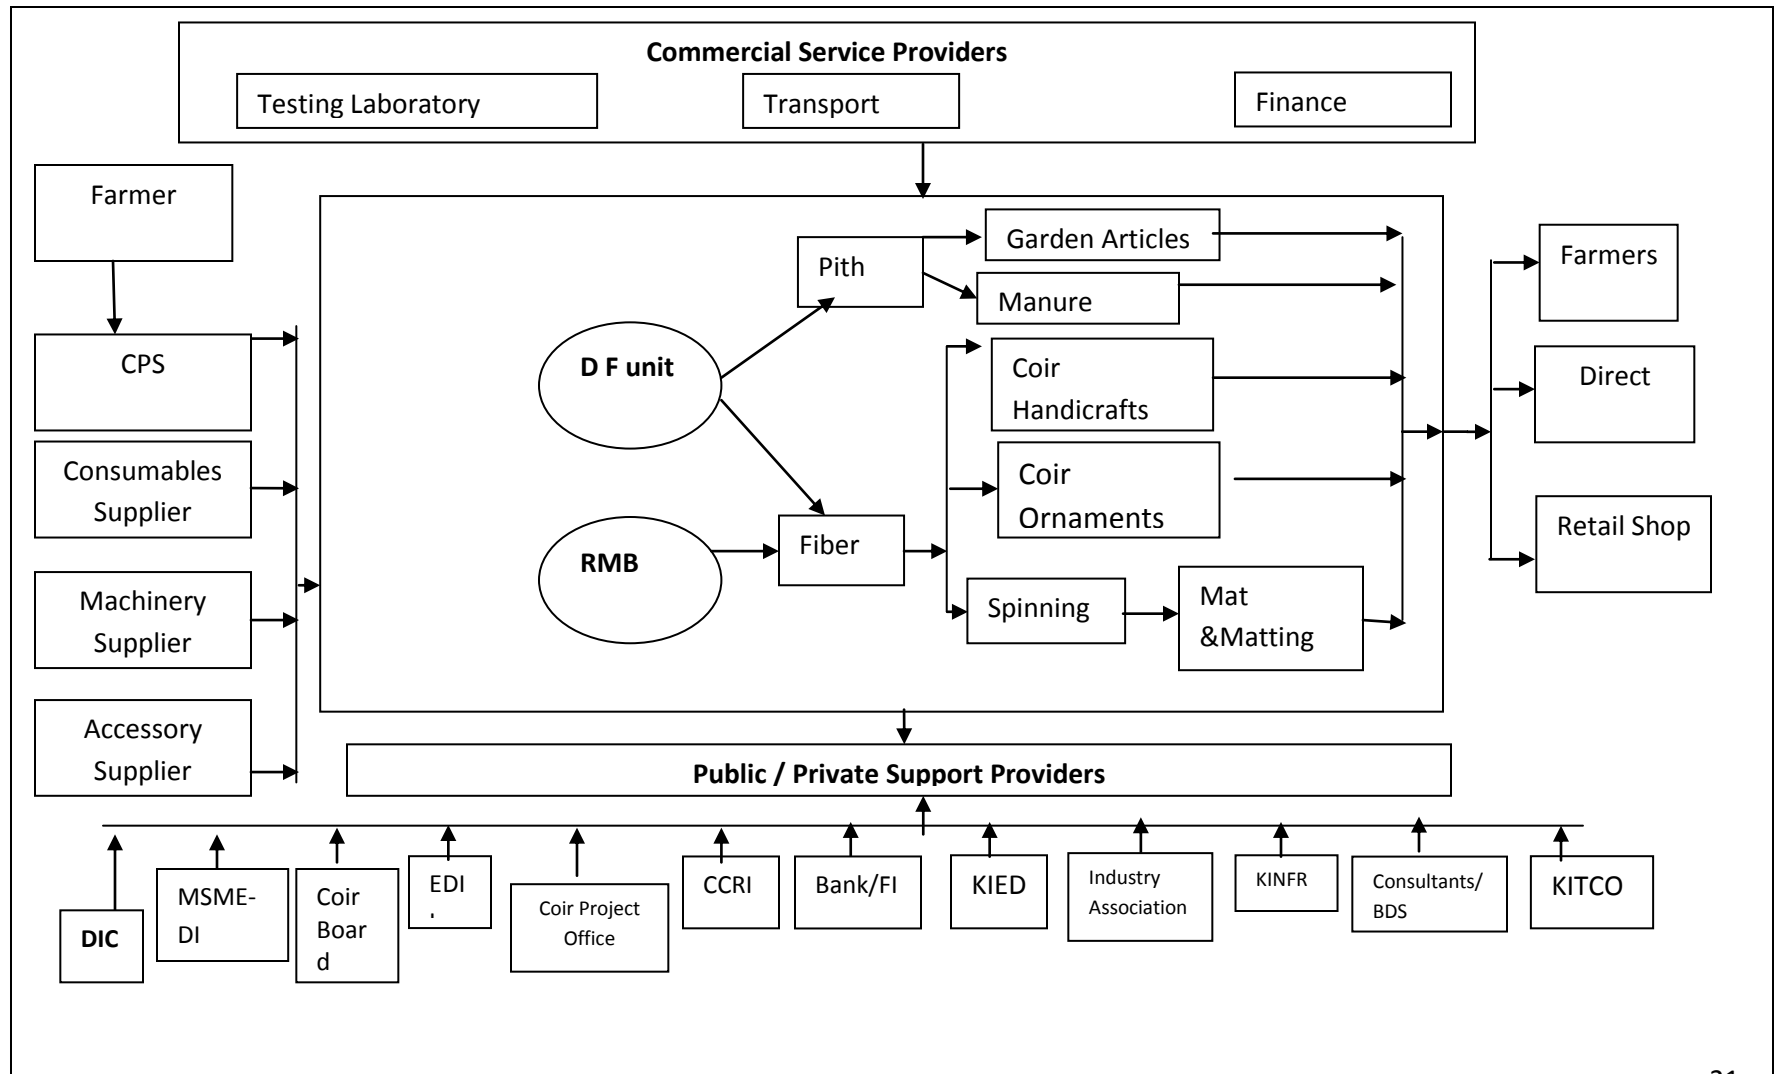 Commercial Service Providers
Testing Laboratory
Transport
Finance
Farmer
CPS
Consumables
Supplier
Machinery
Supplier
Accessory
Supplier
D F unit
RMB
Pith
Fiber
Garden Articles
Manure
Coir
Handicrafts
Coir
Ornaments
Spinning
Mat
&Matting
Farmers
Direct
Retail Shop
Public / Private Support Providers
DIC
MSME-
DI
Coir
Boar
d
EDI
Coir Project
Office
CCRI
Bank/FI
KIED
Industry
Association
KINFR
Consultants/
BDS
KITCO